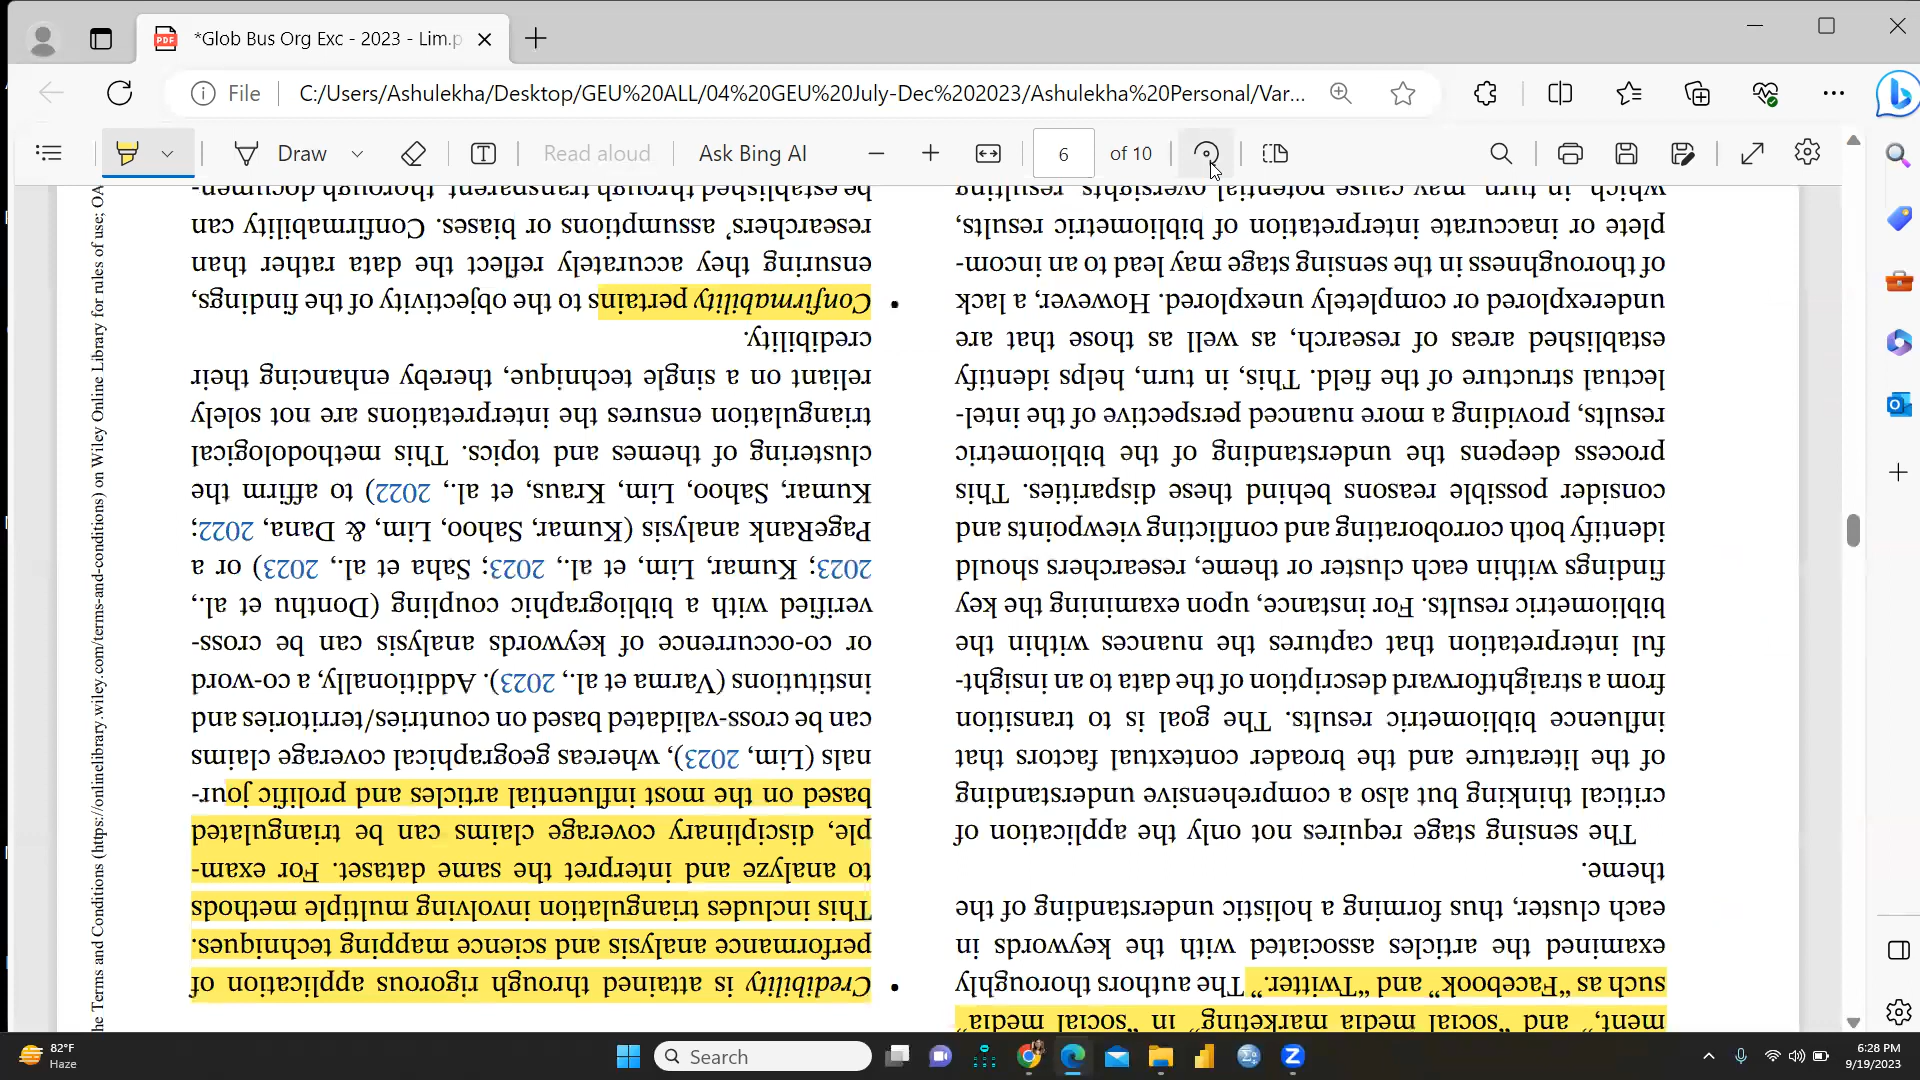 *Glob Bus Org Exc - 2023 - Lim.p
File
C:/Users/Ashulekha/Desktop/GEU%20ALL/04%20GEU%20July-Dec%202023/Ashulekha%20Personal/Var...
Draw
Read aloud
Ask Bing AI
6 of 10
ment,” and “social media marketing” in “social media”
such as “Facebook” and “Twitter.” The authors thoroughly
examined the articles associated with the keywords in
each cluster, thus forming a holistic understanding of the
theme.
The sensing stage requires not only the application of
critical thinking but also a comprehensive understanding
of the literature and the broader contextual factors that
influence bibliometric results. The goal is to transition
from a straightforward description of the data to an insight-
ful interpretation that captures the nuances within the
bibliometric results. For instance, upon examining the key
findings within each cluster or theme, researchers should
identify both corroborating and conflicting viewpoints and
consider possible reasons behind these disparities. This
process deepens the understanding of the bibliometric
results, providing a more nuanced perspective of the intel-
lectual structure of the field. This, in turn, helps identify
established areas of research, as well as those that are
underexplored or completely unexplored. However, a lack
of thoroughness in the sensing stage may lead to an incom-
plete or inaccurate interpretation of bibliometric results,
which in turn may cause potential oversights, resulting
• Credibility is attained through rigorous application of
performance analysis and science mapping techniques.
This includes triangulation involving multiple methods
to analyze and interpret the same dataset. For exam-
ple, disciplinary coverage claims can be triangulated
based on the most influential articles and prolific jour-
nals (Lim, 2023), whereas geographical coverage claims
can be cross-validated based on countries/territories and
institutions (Varma et al., 2023). Additionally, a co-word
or co-occurrence of keywords analysis can be cross-
verified with a bibliographic coupling (Donthu et al.,
2023; Kumar, Lim, et al., 2023; Saha et al., 2023) or a
PageRank analysis (Kumar, Sahoo, Lim, & Dana, 2022;
Kumar, Sahoo, Lim, Kraus, et al., 2022) to affirm the
clustering of themes and topics. This methodological
triangulation ensures the interpretations are not solely
reliant on a single technique, thereby enhancing their
credibility.
• Confirmability pertains to the objectivity of the findings,
ensuring they accurately reflect the data rather than
researchers’ assumptions or biases. Confirmability can
be established through transparent, thorough documen-
he Terms and Conditions (https://onlinelibrary.wiley.com/terms-and-conditions) on Wiley Online Library for rules of use; OA
82°F
Haze
Search
6:28 PM
9/19/2023